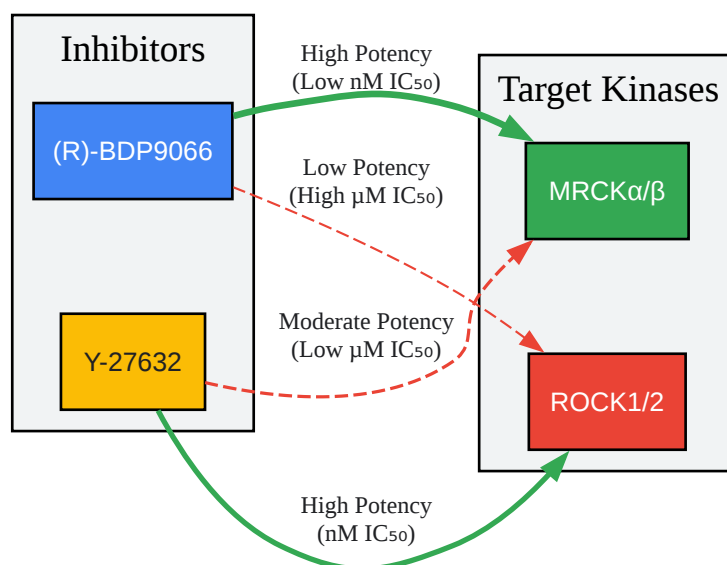 Inhibitors
(R)-BDP9066
Y-27632
High Potency
(Low nM IC₅₀)
Low Potency
(High µM IC₅₀)
Moderate Potency
(Low µM IC₅₀)
High Potency
(nM IC₅₀)
Target Kinases
MRCKα/β
ROCK1/2